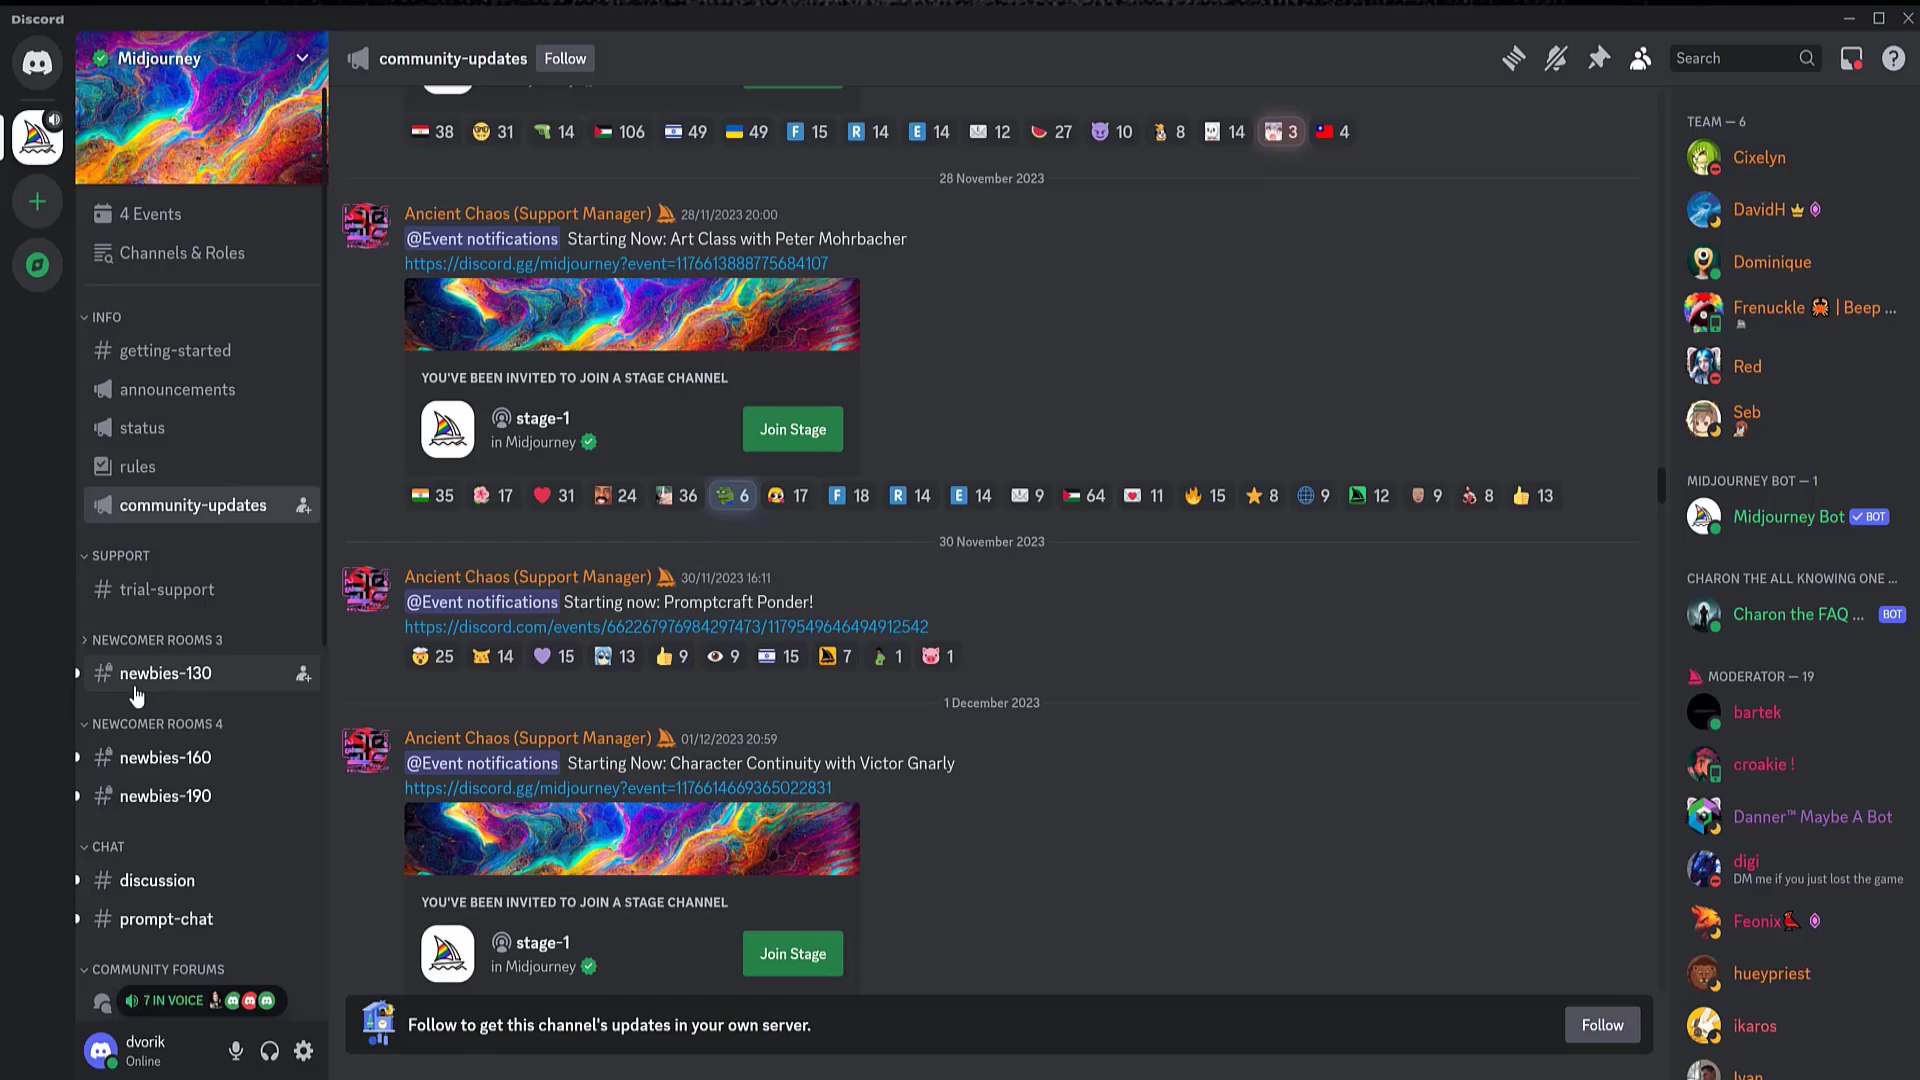 Discord
Midjourney
4 Events
Channels & Roles
INFO
getting-started
announcements
status
rules
community-updates
SUPPORT
trial-support
NEWCOMER ROOMS 3
newbies-130
NEWCOMER ROOMS 4
newbies-160
newbies-190
CHAT
discussion
prompt-chat
COMMUNITY FORUMS
7 IN VOICE
dvorik
Online
community-updates Follow
Search
38 31 14 106 49 49 F 15 R 14 E 14 12 27 10 8 14 3 4
28 November 2023
Ancient Chaos (Support Manager) 28/11/2023 20:00
@Event notifications Starting Now: Art Class with Peter Mohrbacher
https://discord.gg/midjourney?event=1176613888775684107
YOU'VE BEEN INVITED TO JOIN A STAGE CHANNEL
stage-1
in Midjourney
Join Stage
35 17 31 24 36 6 17 F 18 R 14 E 14 9 64 11 15 8 9 12 9 8 13
30 November 2023
Ancient Chaos (Support Manager) 30/11/2023 16:11
@Event notifications Starting now: Promptcraft Ponder!
https://discord.com/events/662267976984297473/1179549646494912542
25 14 15 13 9 9 15 7 1 1
1 December 2023
Ancient Chaos (Support Manager) 01/12/2023 20:59
@Event notifications Starting Now: Character Continuity with Victor Gnarly
https://discord.gg/midjourney?event=1176614669365022831
YOU'VE BEEN INVITED TO JOIN A STAGE CHANNEL
stage-1
in Midjourney
Join Stage
Follow to get this channel's updates in your own server.
Follow
TEAM — 6
Cixelyn
DavidH
Dominique
Frenuckle | Beep ...
Red
Seb
MIDJOURNEY BOT — 1
Midjourney Bot BOT
CHARON THE ALL KNOWING ONE ...
Charon the FAQ ... BOT
MODERATOR — 19
bartek
croakie !
Danner™ Maybe A Bot
digi
DM me if you just lost the game
Feonix
hueypriest
ikaros